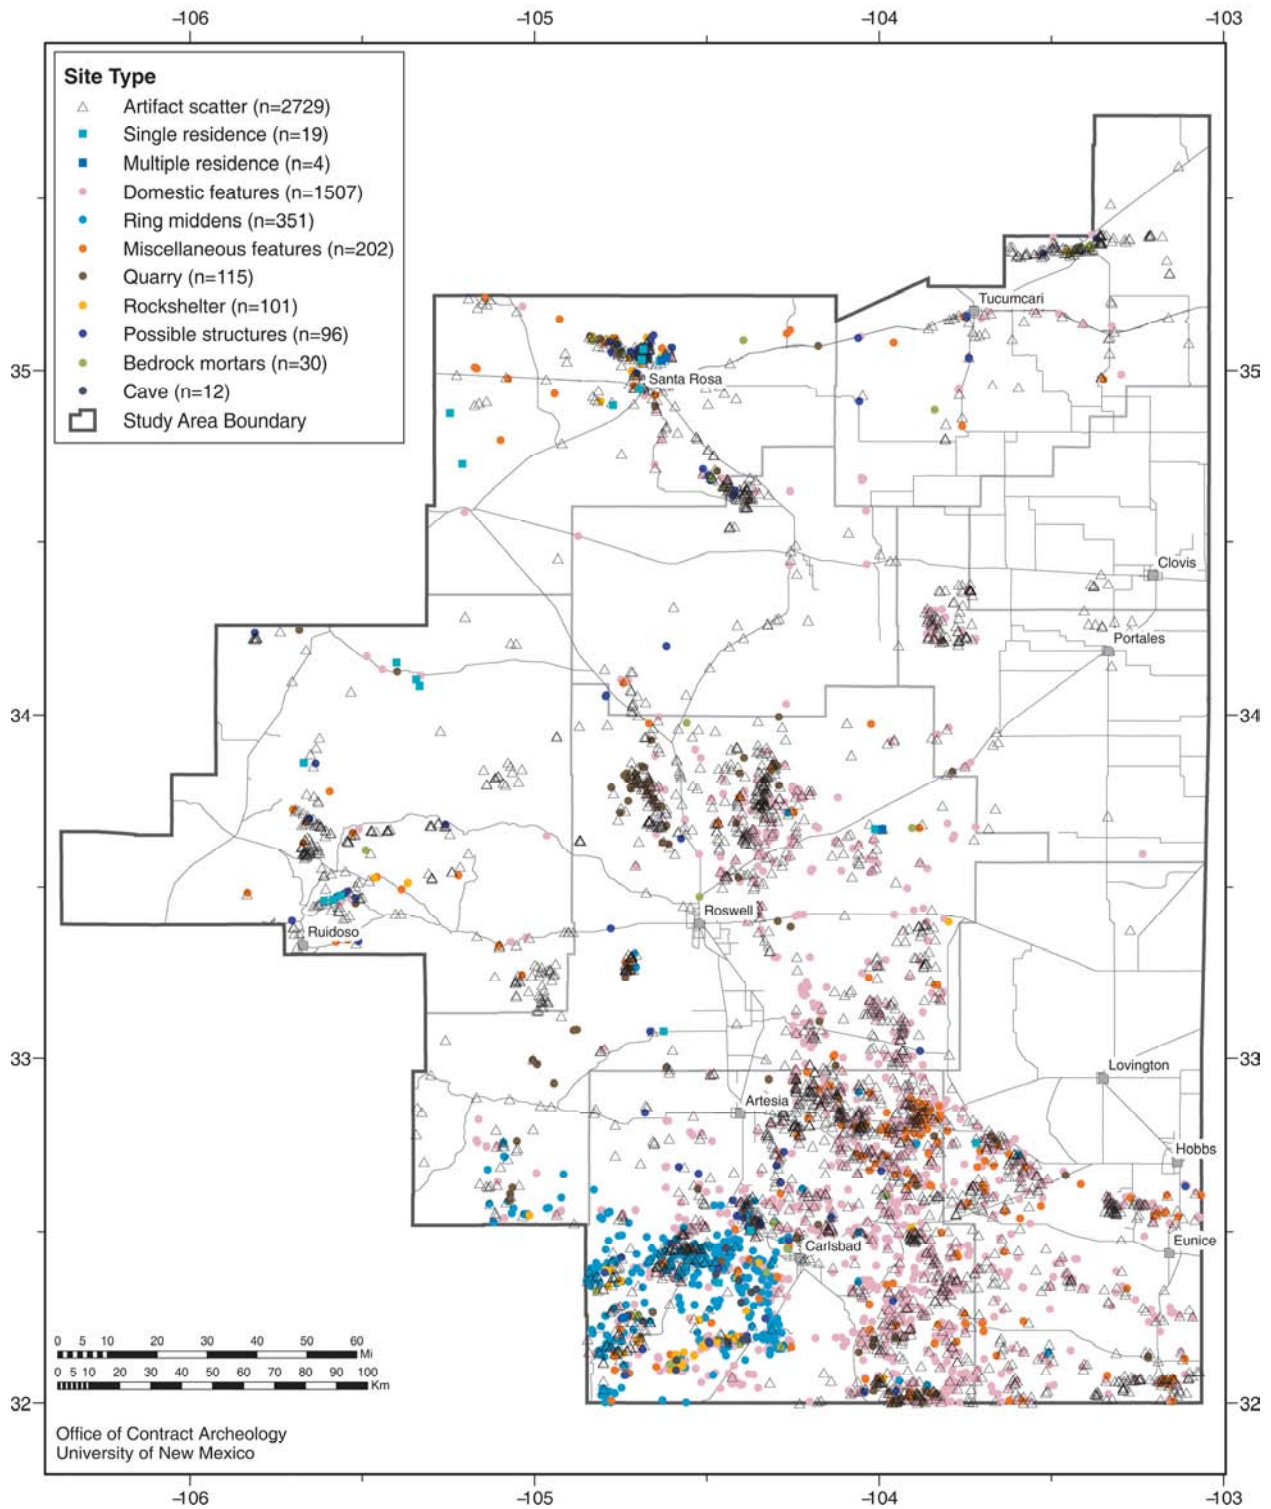 −106 −105 −104 −103
Site Type
Artifact scatter (n=2729)
Single residence (n=19)
Multiple residence (n=4)
Domestic features (n=1507)
Ring middens (n=351)
Miscellaneous features (n=202)
Quarry (n=115)
Rockshelter (n=101)
Possible structures (n=96)
Bedrock mortars (n=30)
Cave (n=12)
Study Area Boundary
Tucumcari
35 35
Santa Rosa
Clovis
Portales
34 34
Roswell
Ruidoso
33 33
Lovington
Artesia
Hobbs
Eunice
Carlsbad
0 5 10 20 30 40 50 60
Mi
0 5 10 20 30 40 50 60 70 80 90 100
Km
32 32
Office of Contract Archeology
University of New Mexico
−106 −105 −104 −103